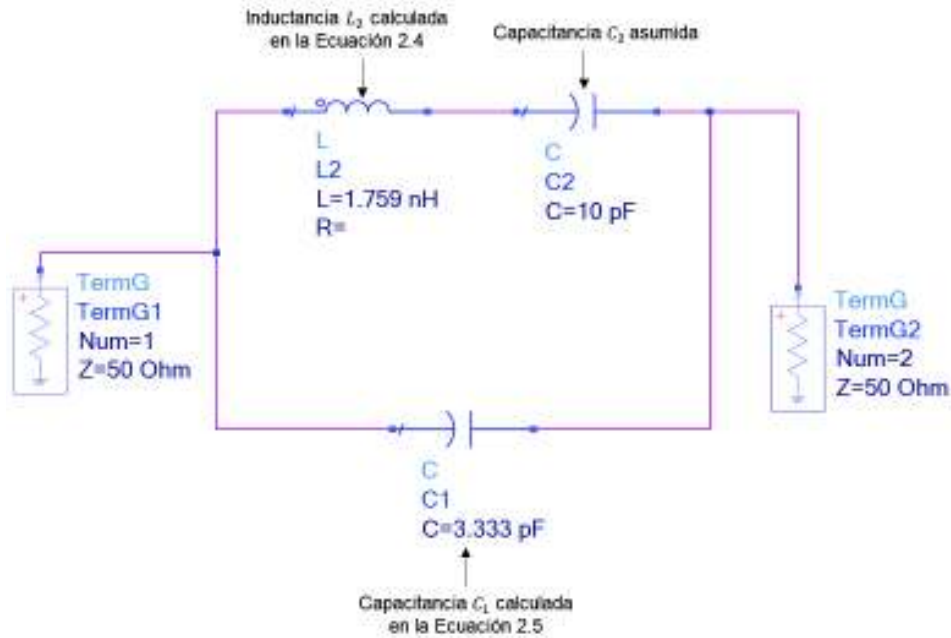 Inductancia L₂ calculada
en la Ecuación 2.4
Capacitancia C₂ asumida
L
L2
L=1.759 nH
R=
C
C2
C=10 pF
TermG
TermG1
Num=1
Z=50 Ohm
TermG
TermG2
Num=2
Z=50 Ohm
C
C1
C=3.333 pF
Capacitancia C₁ calculada
en la Ecuación 2.5